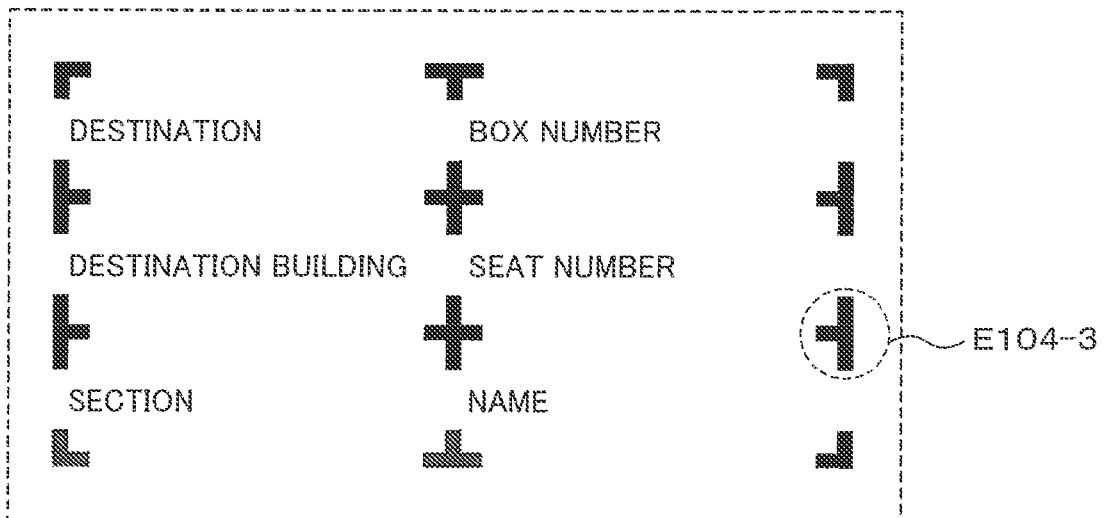 DESTINATION BOX NUMBER
DESTINATION BUILDING SEAT NUMBER
E104-3
SECTION NAME